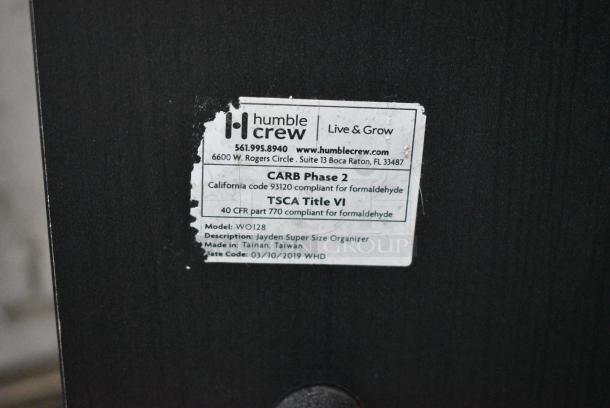 humble
crew
Live & Grow
561.995.8940 www.humblecrew.com
6600 W. Rogers Circle . Suite 13 Boca Raton, FL 33487
CARB Phase 2
California code 93120 compliant for formaldehyde
TSCA Title VI
40 CFR part 770 compliant for formaldehyde
Model: WO128
Description: Jayden Super Size Organizer
Made in: Tainan, Taiwan
Date Code: 03/10/2019 WHD
GROUP